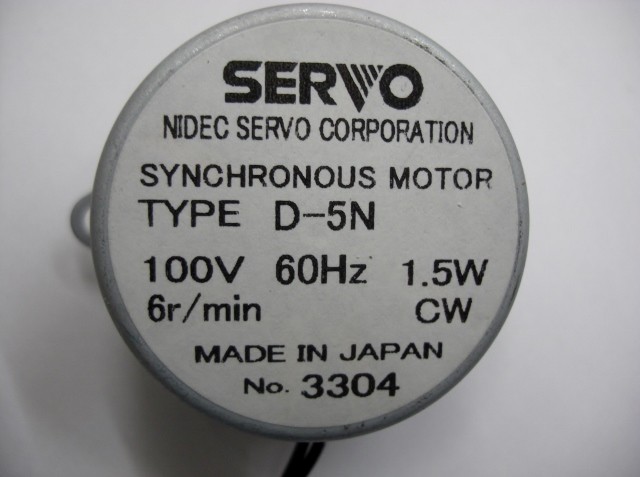 SERVO
NIDEC SERVO CORPORATION
SYNCHRONOUS MOTOR
TYPE D-5N
100V 60Hz 1.5W
6r/min CW
MADE IN JAPAN
No. 3304